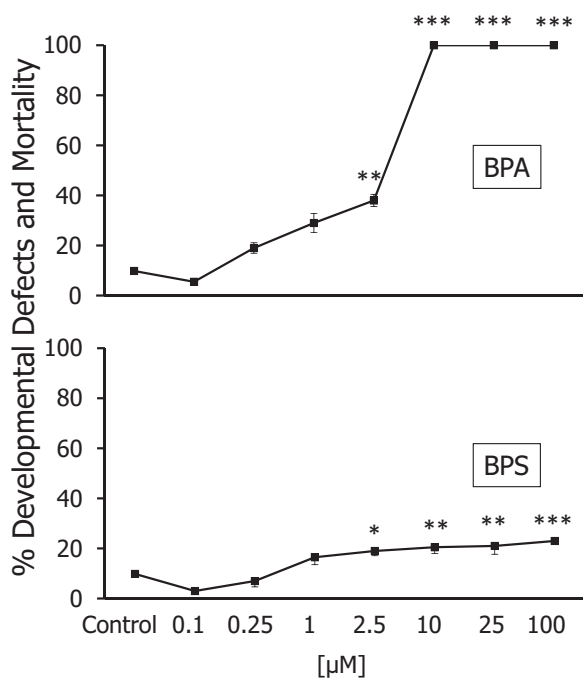 % Developmental Defects and Mortality
*** *** ***
100
80
60
40
20
0
**
BPA
100
80
60
40
20
0
BPS
* ** ** ***
Control 0.1 0.25 1 2.5 10 25 100
[µM]